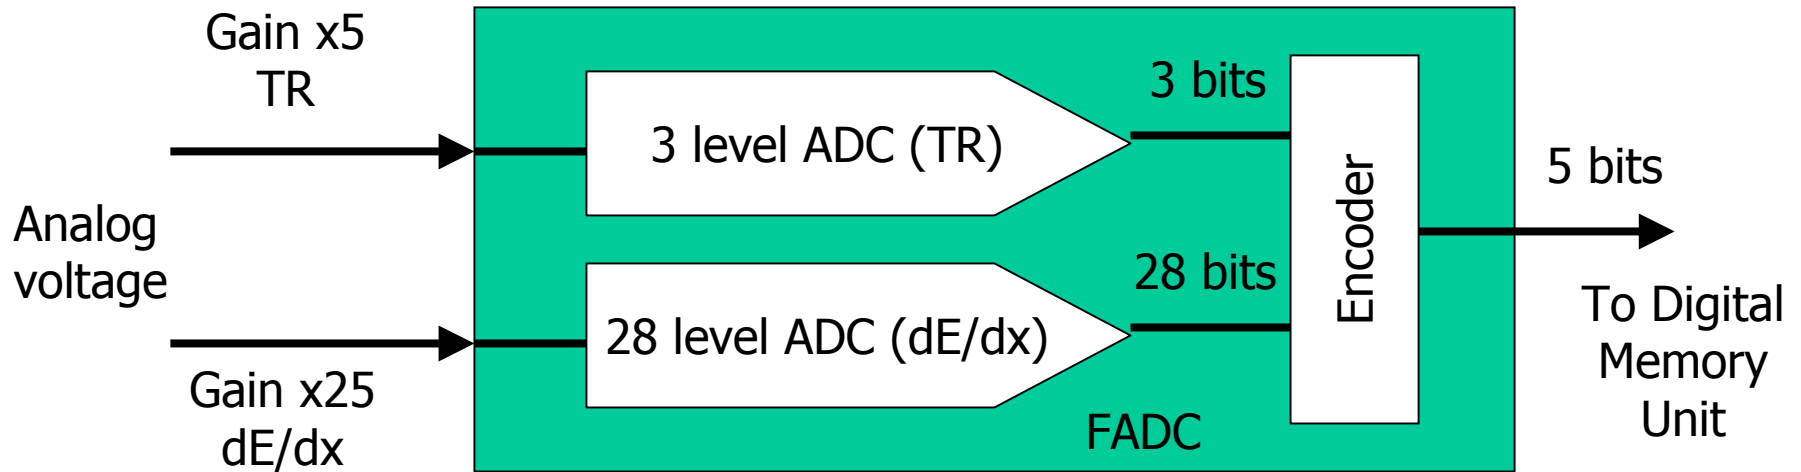 Gain x5
TR
3 level ADC (TR)
3 bits
Analog
voltage
Gain x25
dE/dx
28 level ADC (dE/dx)
28 bits
FADC
Encoder
5 bits
To Digital
Memory
Unit